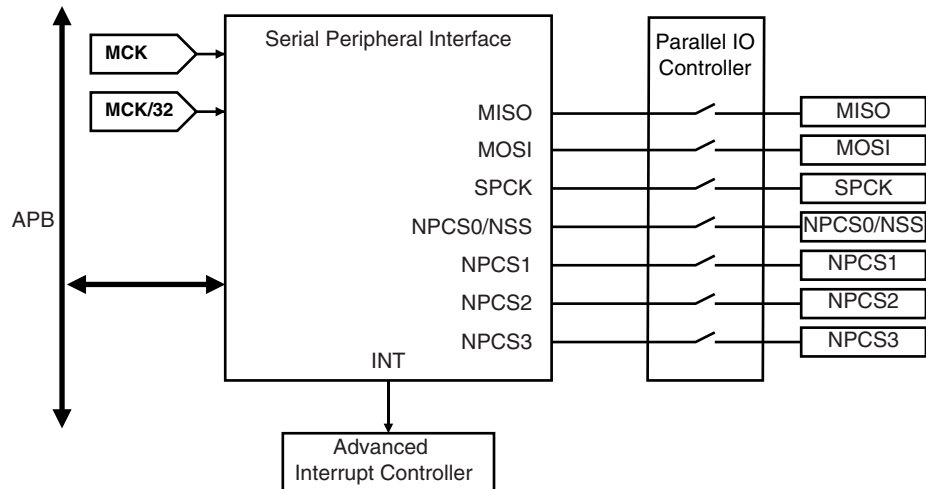 Serial Peripheral Interface
Parallel IO
Controller
MCK
MCK/32
APB
MISO
MOSI
SPCK
NPCS0/NSS
NPCS1
NPCS2
NPCS3
INT
MISO
MOSI
SPCK
NPCS0/NSS
NPCS1
NPCS2
NPCS3
Advanced
Interrupt Controller